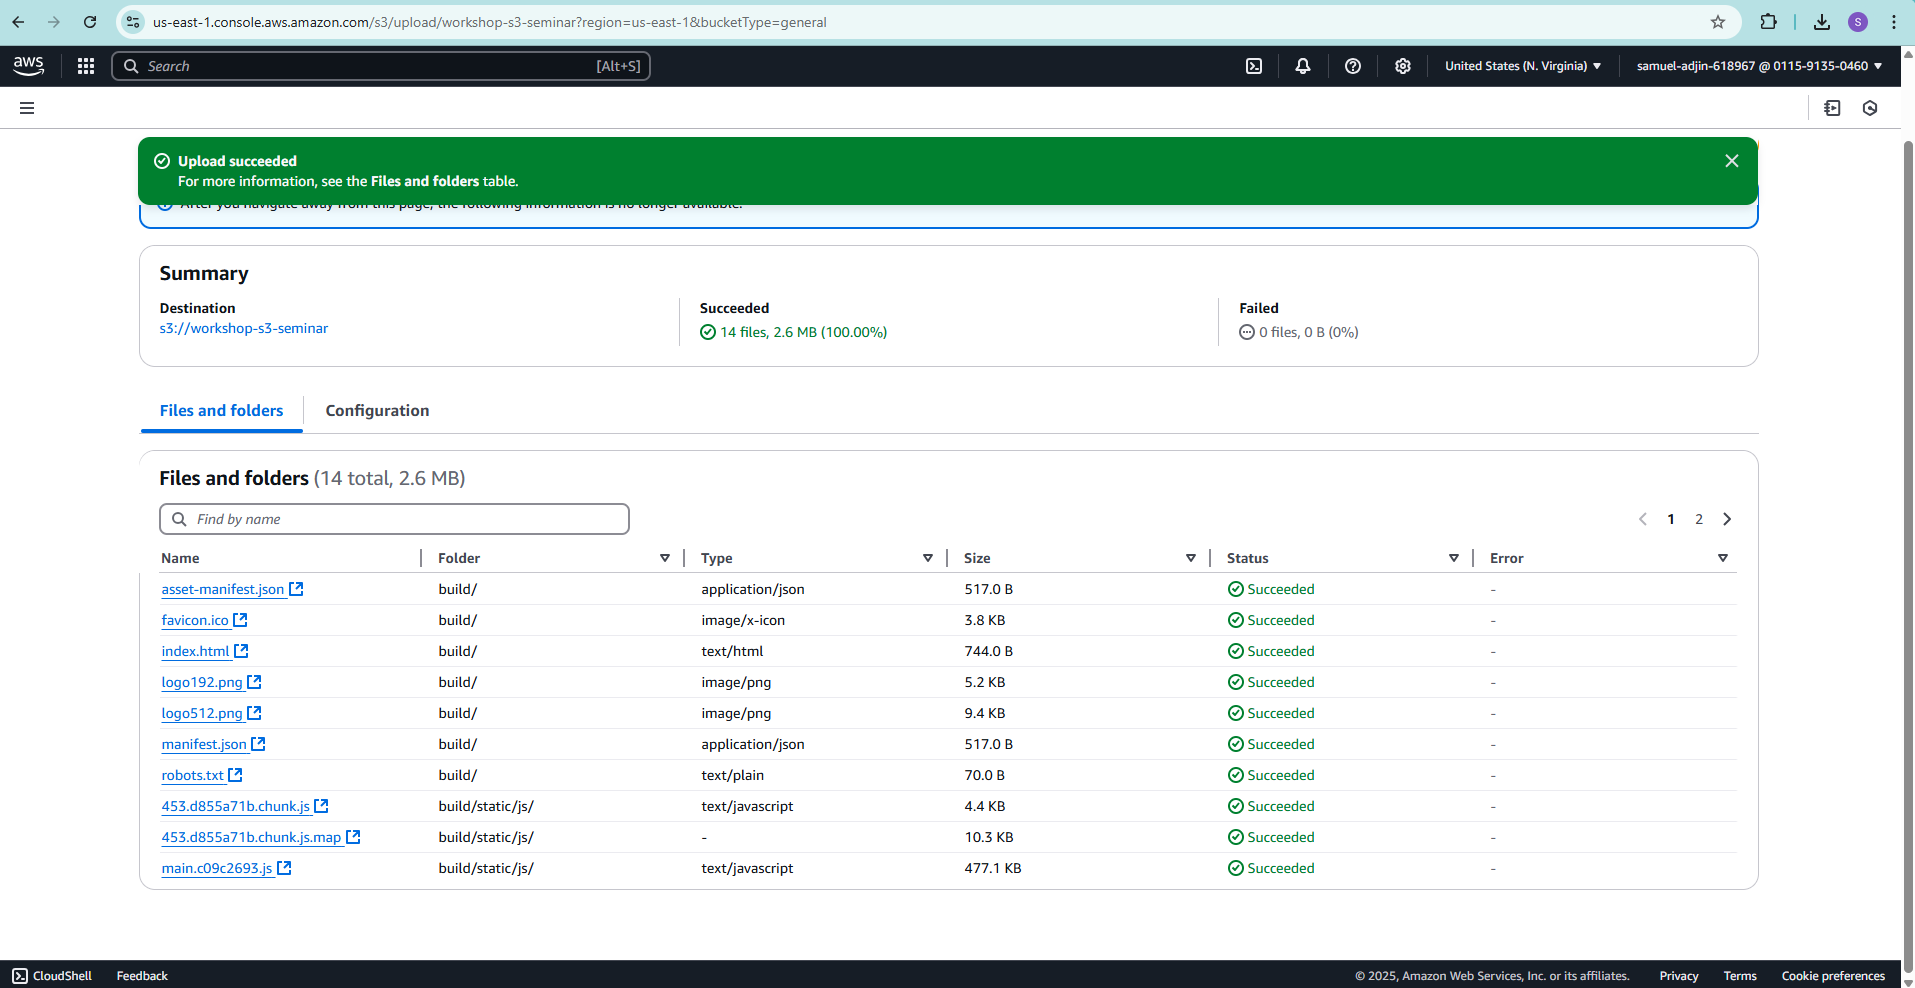 us-east-1.console.aws.amazon.com/s3/upload/workshop-s3-seminar?region=us-east-1&bucketType=general
S
aws
Search
[Alt+S]
United States (N. Virginia)
samuel-adjin-618967 @ 0115-9135-0460
Upload succeeded
For more information, see the Files and folders table.
After you navigate away from this page, the following information is no longer available.
Summary
Destination
s3://workshop-s3-seminar
Succeeded
14 files, 2.6 MB (100.00%)
Failed
0 files, 0 B (0%)
Files and folders
Configuration
Files and folders (14 total, 2.6 MB)
Find by name
1 2
Name Folder Type Size Status Error
asset-manifest.json build/ application/json 517.0 B Succeeded -
favicon.ico build/ image/x-icon 3.8 KB Succeeded -
index.html build/ text/html 744.0 B Succeeded -
logo192.png build/ image/png 5.2 KB Succeeded -
logo512.png build/ image/png 9.4 KB Succeeded -
manifest.json build/ application/json 517.0 B Succeeded -
robots.txt build/ text/plain 70.0 B Succeeded -
453.d855a71b.chunk.js build/static/js/ text/javascript 4.4 KB Succeeded -
453.d855a71b.chunk.js.map build/static/js/ - 10.3 KB Succeeded -
main.c09c2693.js build/static/js/ text/javascript 477.1 KB Succeeded -
CloudShell Feedback © 2025, Amazon Web Services, Inc. or its affiliates. Privacy Terms Cookie preferences